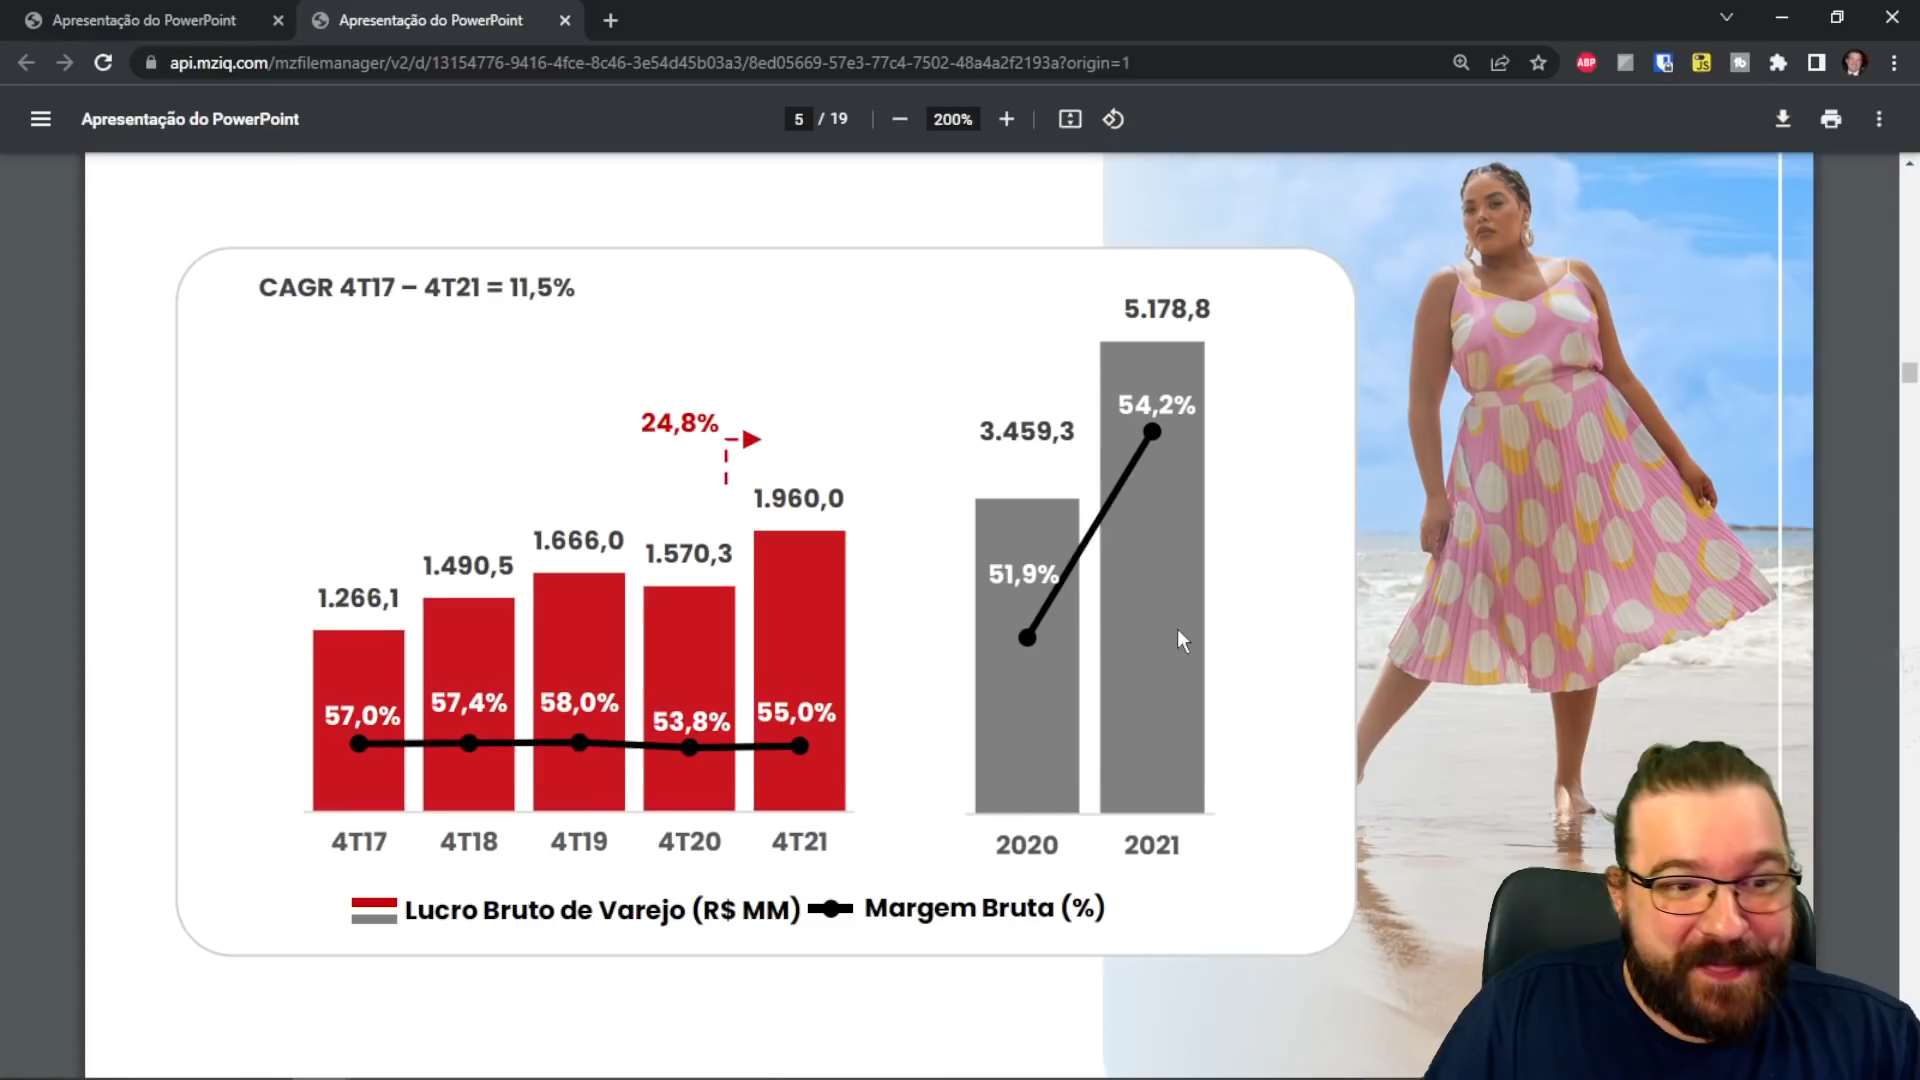 Apresentação do PowerPoint
Apresentação do PowerPoint
api.mziq.com/mzfilemanager/v2/d/13154776-9416-4fce-8c46-3e54d45b03a3/8ed05669-57e3-77c4-7502-48a4a2f2193a?origin=1
ABP
JS
Apresentação do PowerPoint
5 / 19
200%
CAGR 4T17 – 4T21 = 11,5%
5.178,8
54,2%
24,8%
3.459,3
1.960,0
1.666,0
1.570,3
1.490,5
51,9%
1.266,1
57,0%
57,4%
58,0%
53,8%
55,0%
4T17
4T18
4T19
4T20
4T21
2020
2021
Lucro Bruto de Varejo (R$ MM)
Margem Bruta (%)